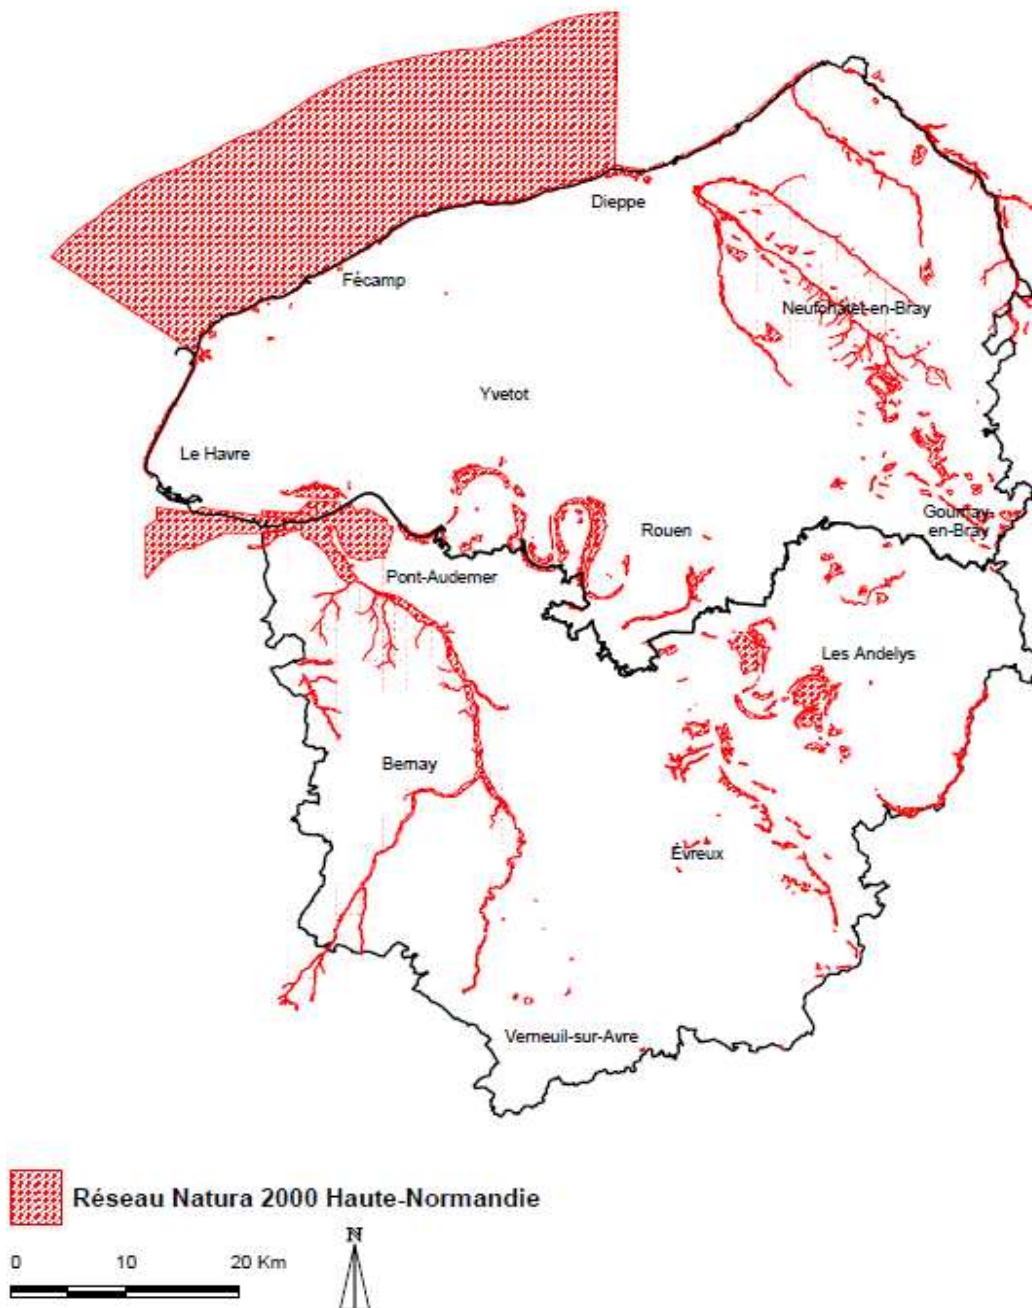 Dieppe
Fécamp
Neufchatel-en-Bray
Yvetot
Le Havre
Gournay-
en-Bray
Rouen
Pont-Audemer
Les Andelys
Bernay
Évreux
Verneuil-sur-Avre
Réseau Natura 2000 Haute-Normandie
N
0 10 20 Km